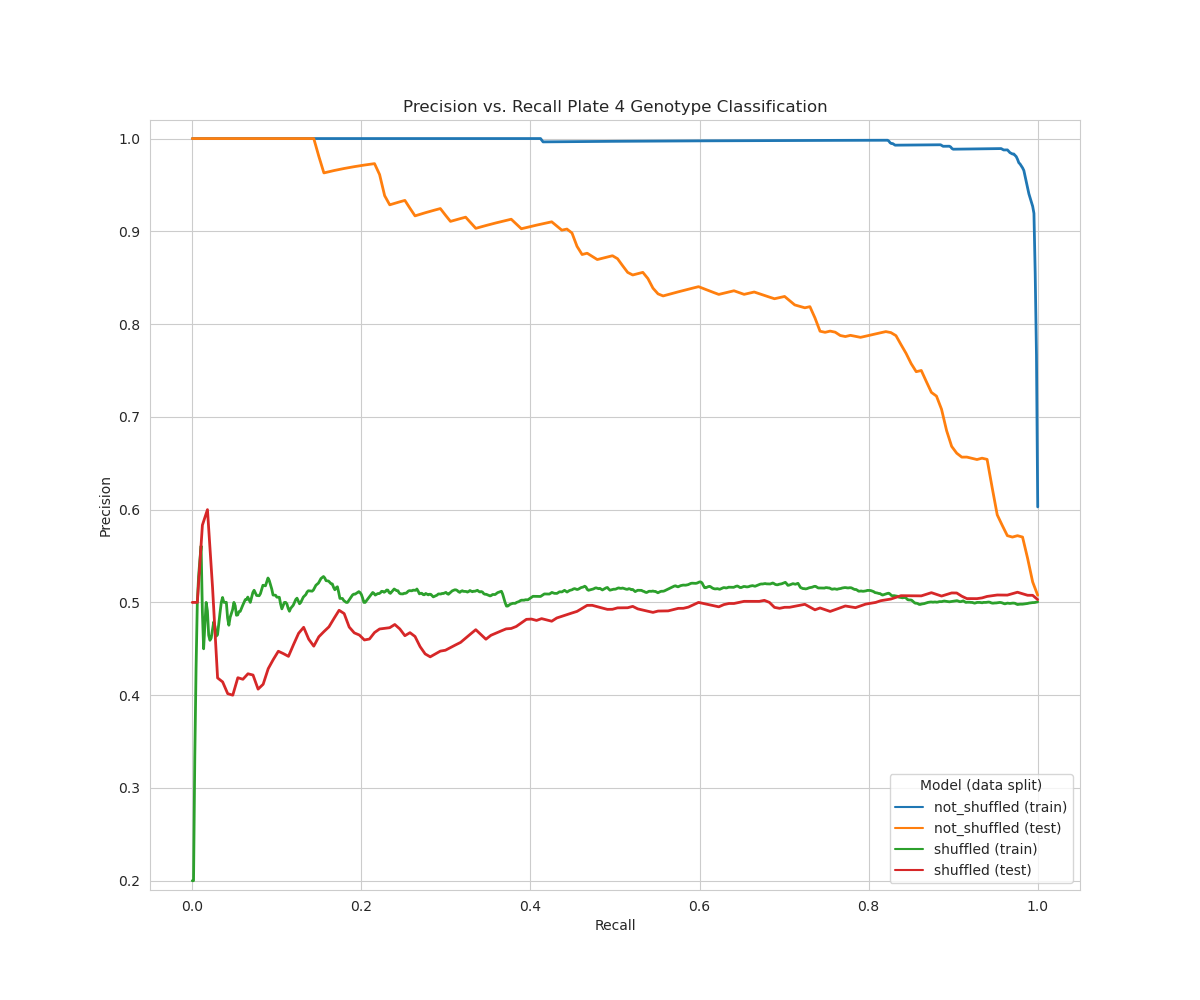 Precision vs. Recall Plate 4 Genotype Classification
1.0
0.9
0.8
0.7
0.6
0.5
0.4
0.3
0.2
Precision
0.0
0.2
0.4
0.6
0.8
1.0
Recall
Model (data split)
not_shuffled (train)
not_shuffled (test)
shuffled (train)
shuffled (test)